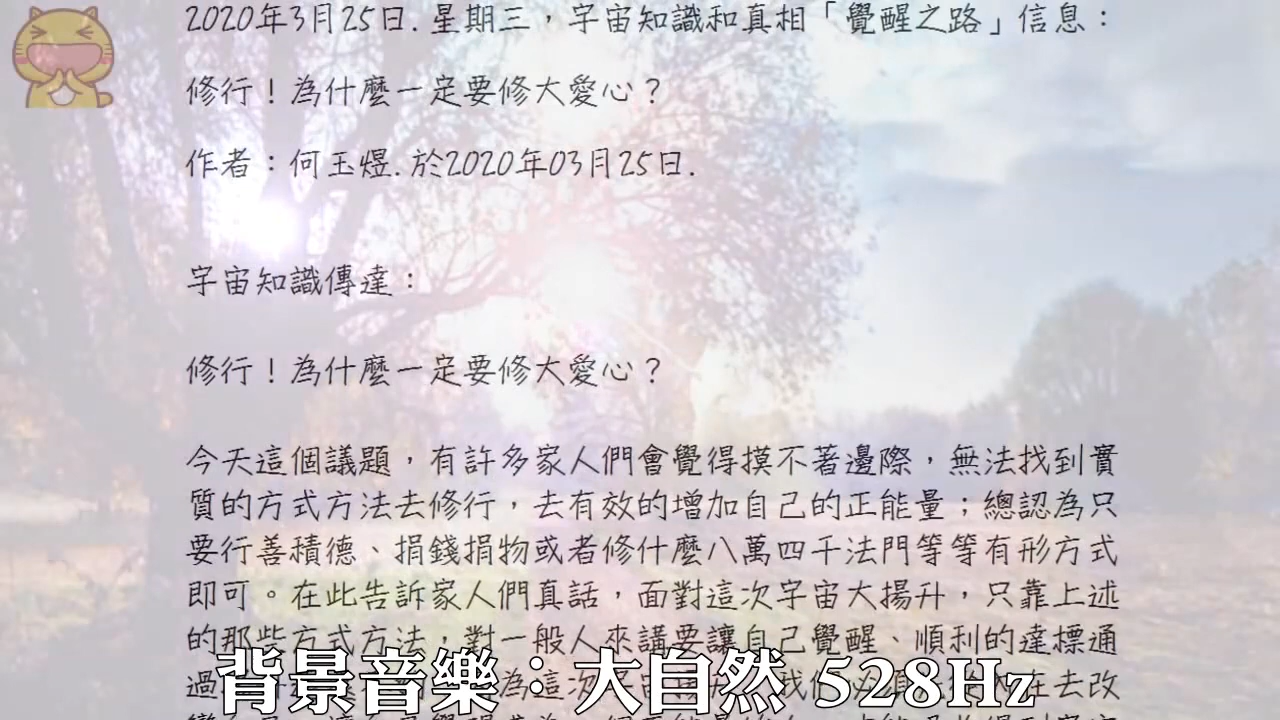 2020年3月25日. 星期三，宇宙知識和真相「覺醒之路」信息：
修行！為什麼一定要修大愛心？
作者：何玉煜. 於2020年03月25日.
宇宙知識傳達：
修行！為什麼一定要修大愛心？
今天這個議題，有許多家人們會覺得摸不著邊際，無法找到實
質的方式方法去修行，去有效的增加自己的正能量；總認為只
要行善積德、捐錢捐物或者修什麼八萬四千法門等等有形方式
即可。在此告訴家人們真話，面對這次宇宙大揚升，只靠上述
的那些方式方法，對一般人來講要讓自己覺醒、順利的達標通
過 為這次 我們 在去改
背景音樂：大自然 528Hz